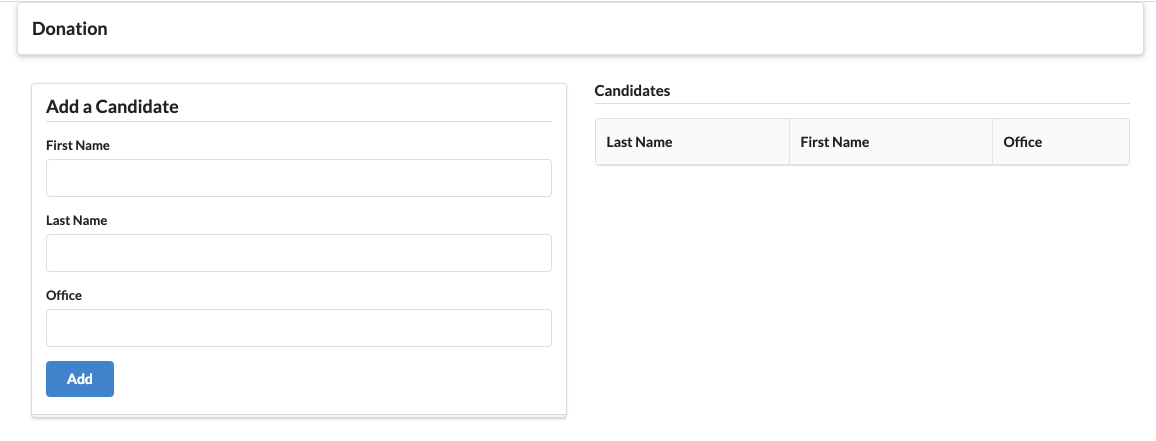 Donation
Add a Candidate
First Name
Last Name
Office
Add
Candidates
Last Name First Name Office